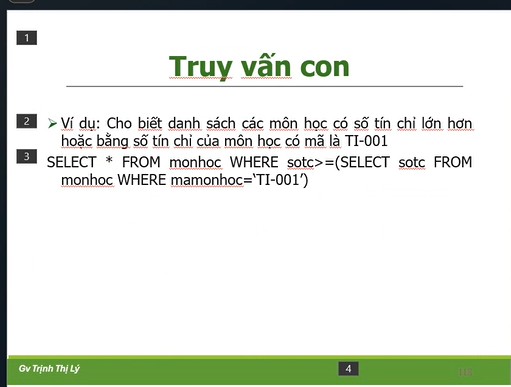 1
Truy vấn con
2
➢ Ví dụ: Cho biết danh sách các môn học có số tín chỉ lớn hơn
hoặc bằng số tín chỉ của môn học có mã là TI-001
3
SELECT * FROM monhoc WHERE sotc>=(SELECT sotc FROM
monhoc WHERE mamonhoc=‘TI-001’)
Gv Trịnh Thị Lý
4